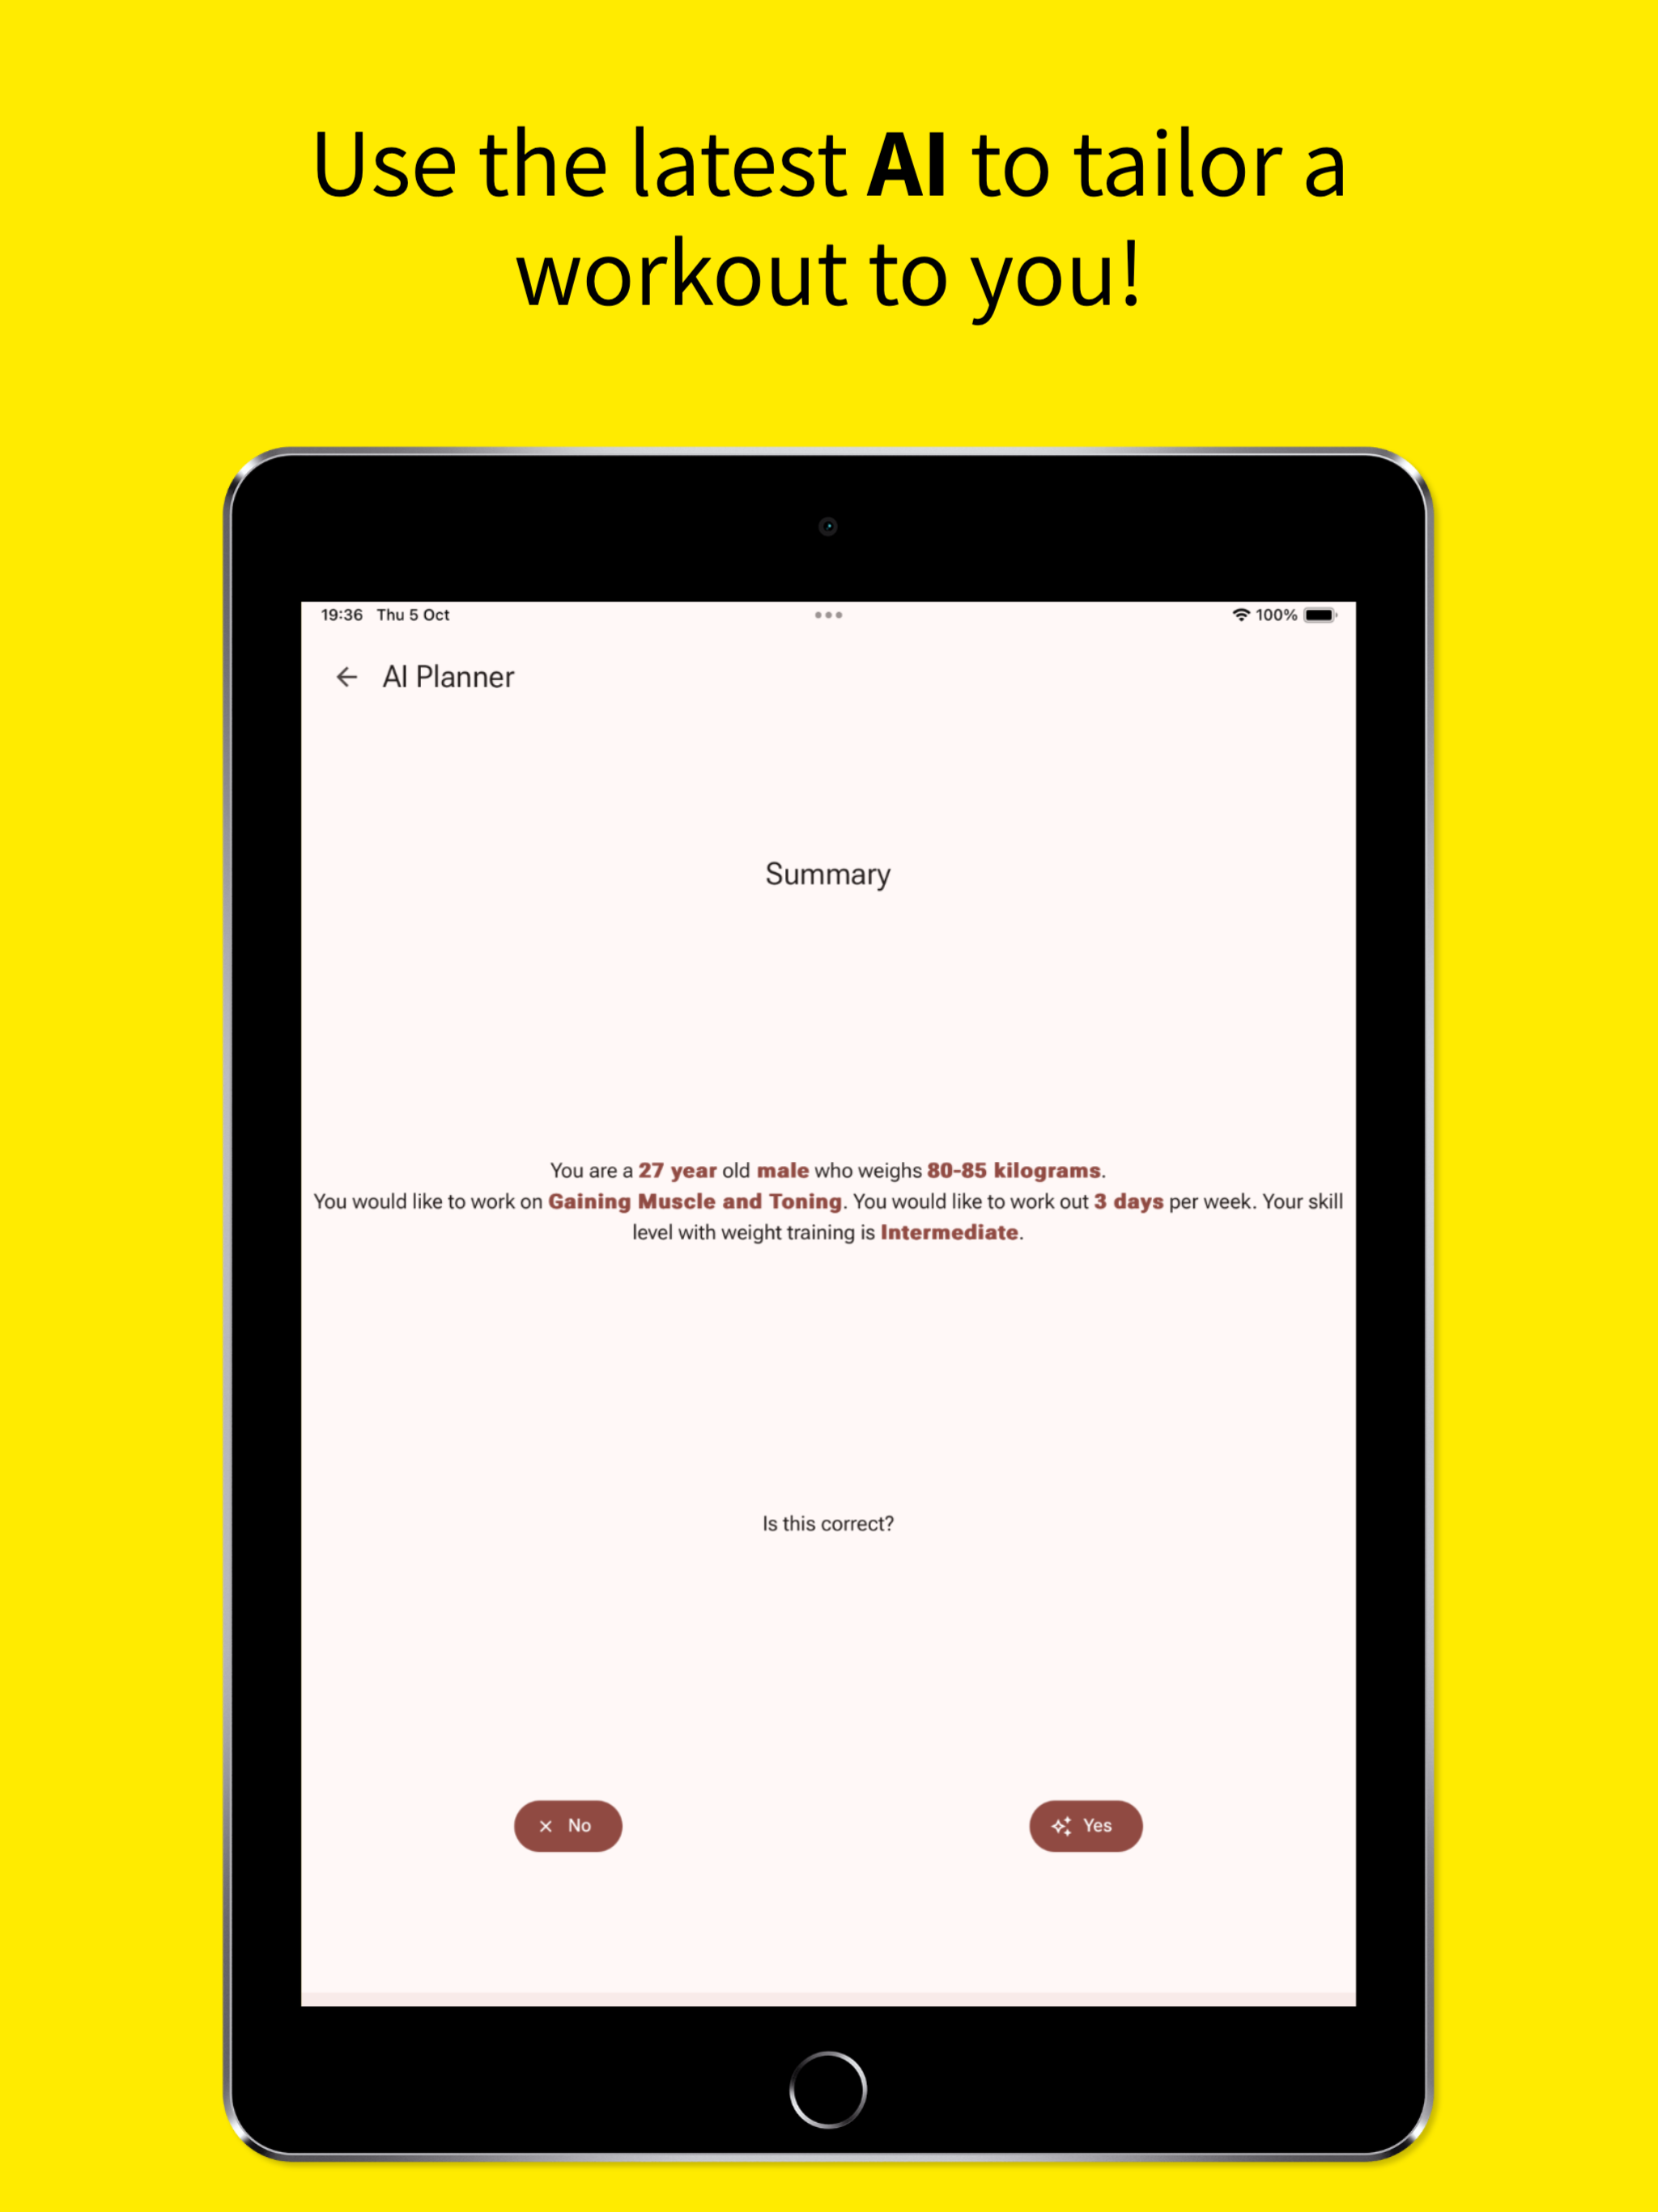 Use the latest AI to tailor a
workout to you!
19:36 Thu 5 Oct
100%
AI Planner
Summary
You are a 27 year old male who weighs 80-85 kilograms.
You would like to work on Gaining Muscle and Toning. You would like to work out 3 days per week. Your skill
level with weight training is Intermediate.
Is this correct?
No
Yes